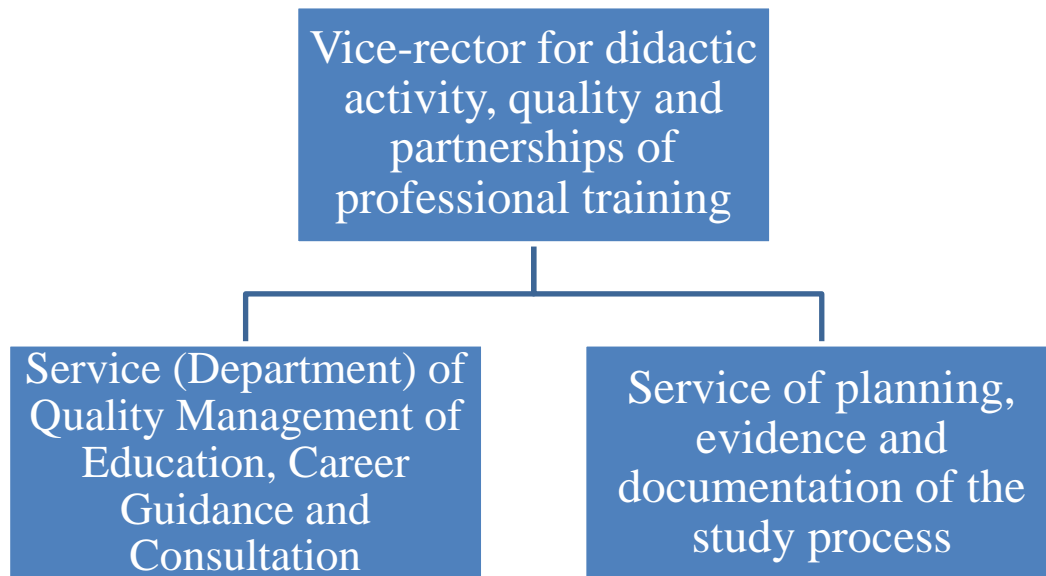 Vice-rector for didactic
activity, quality and
partnerships of
professional training
Service (Department) of
Quality Management of
Education, Career
Guidance and
Consultation
Service of planning,
evidence and
documentation of the
study process